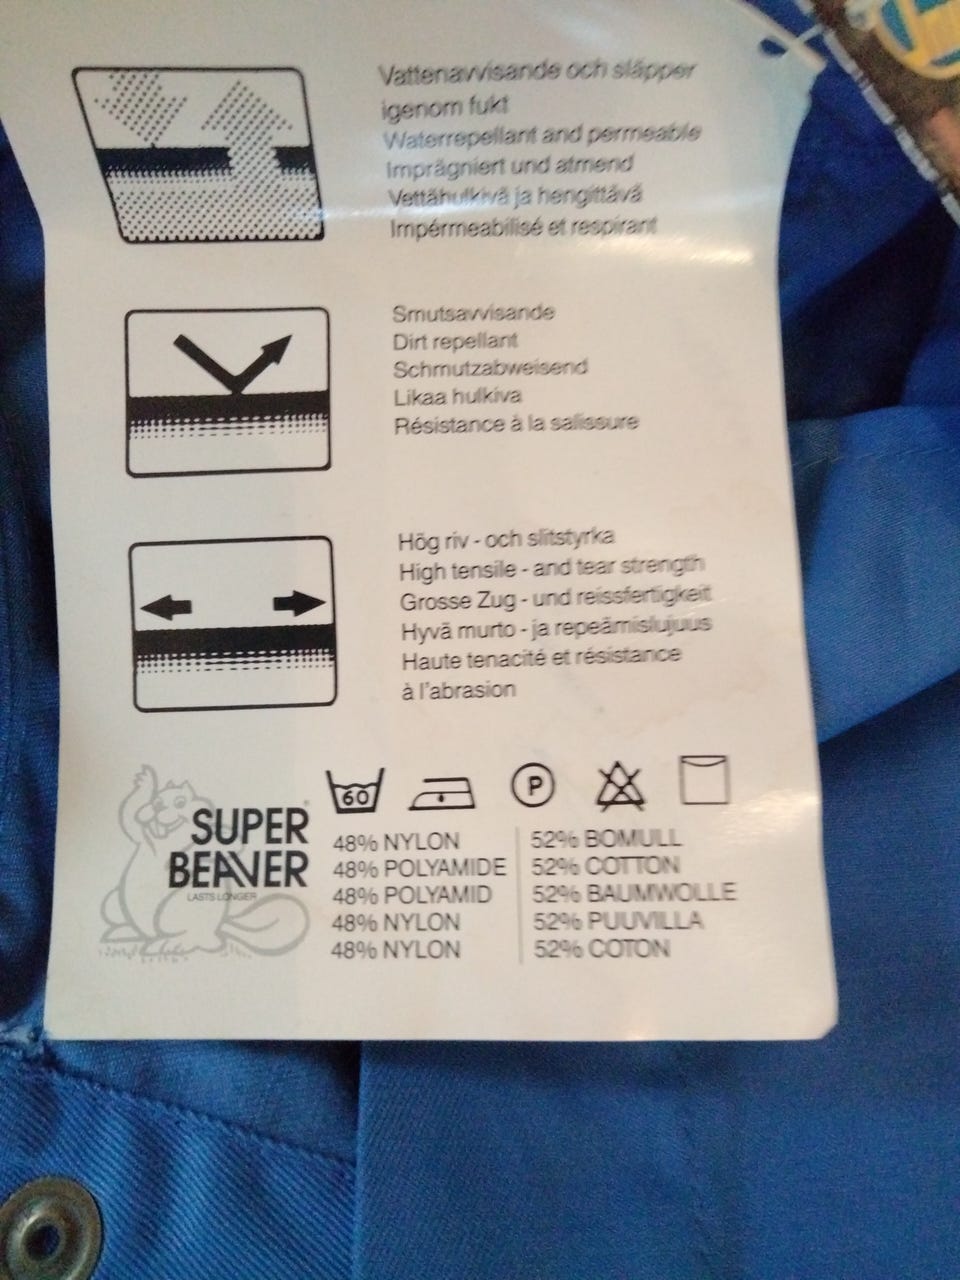 Vattenavvisande och släpper
igenom fukt
Waterrepellant and permeable
Imprägniert und atmend
Vettähulkivä ja hengittävä
Impérmeabilisé et respirant
Smutsavvisande
Dirt repellant
Schmutzabweisend
Likaa hulkiva
Résistance à la salissure
Hög riv - och slitstyrka
High tensile - and tear strength
Grosse Zug - und reissfertigkeit
Hyvä murto - ja repeämislujuus
Haute tenacité et résistance
à l'abrasion
60 P
SUPER
BEAVER
LASTS LONGER
48% NYLON 52% BOMULL
48% POLYAMIDE 52% COTTON
48% POLYAMID 52% BAUMWOLLE
48% NYLON 52% PUUVILLA
48% NYLON 52% COTON